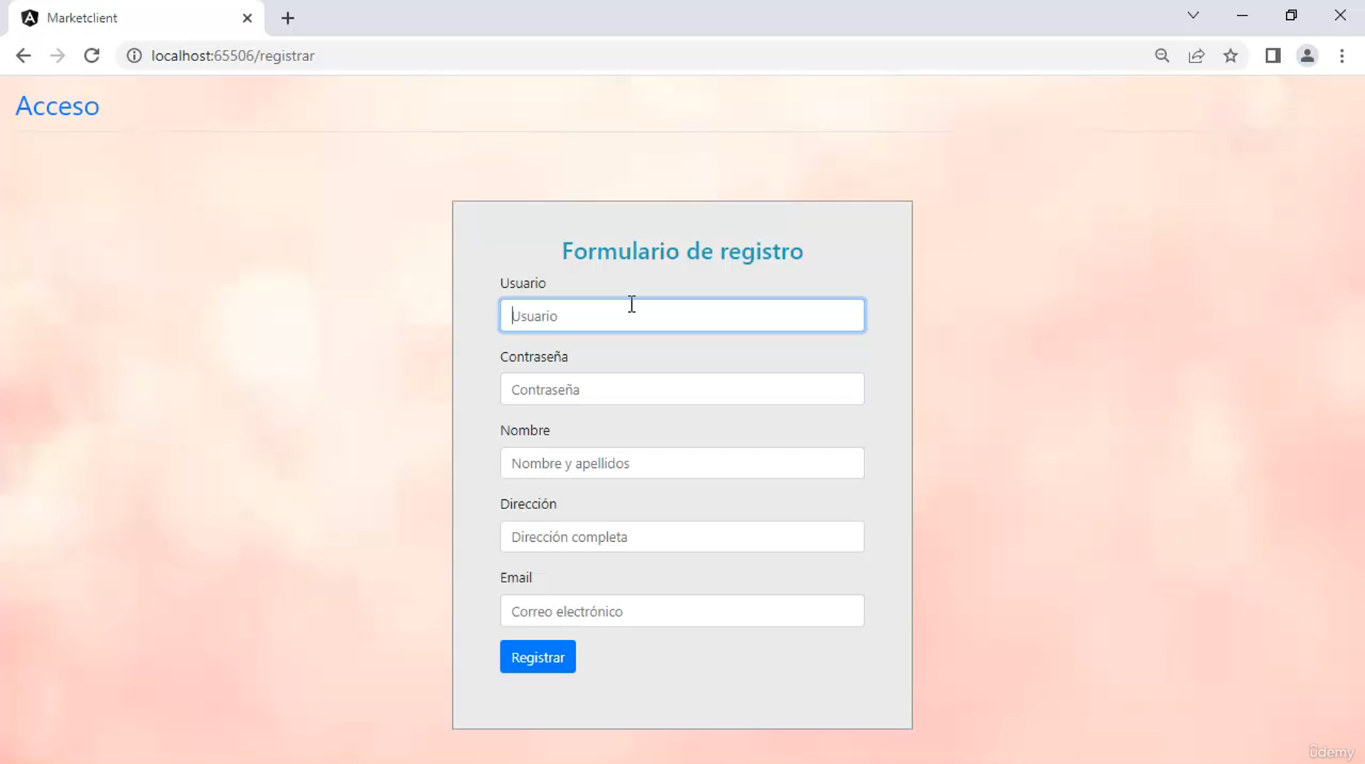 Marketclient
localhost:65506/registrar
Acceso
Formulario de registro
Usuario
Usuario
Contraseña
Contraseña
Nombre
Nombre y apellidos
Dirección
Dirección completa
Email
Correo electrónico
Registrar
ûdemy